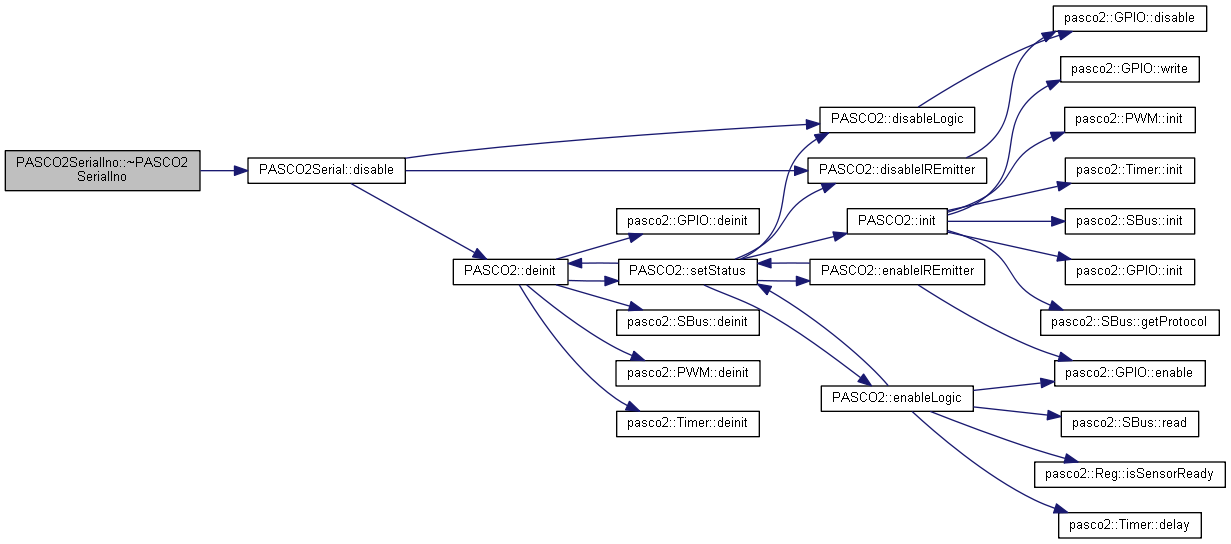 PASCO2SerialIno::~PASCO2
SerialIno
PASCO2Serial::disable
PASCO2::deinit
pasco2::GPIO::deinit
PASCO2::setStatus
pasco2::SBus::deinit
pasco2::PWM::deinit
pasco2::Timer::deinit
PASCO2::disableLogic
PASCO2::disableIREmitter
PASCO2::init
PASCO2::enableIREmitter
PASCO2::enableLogic
pasco2::GPIO::disable
pasco2::GPIO::write
pasco2::PWM::init
pasco2::Timer::init
pasco2::SBus::init
pasco2::GPIO::init
pasco2::SBus::getProtocol
pasco2::GPIO::enable
pasco2::SBus::read
pasco2::Reg::isSensorReady
pasco2::Timer::delay